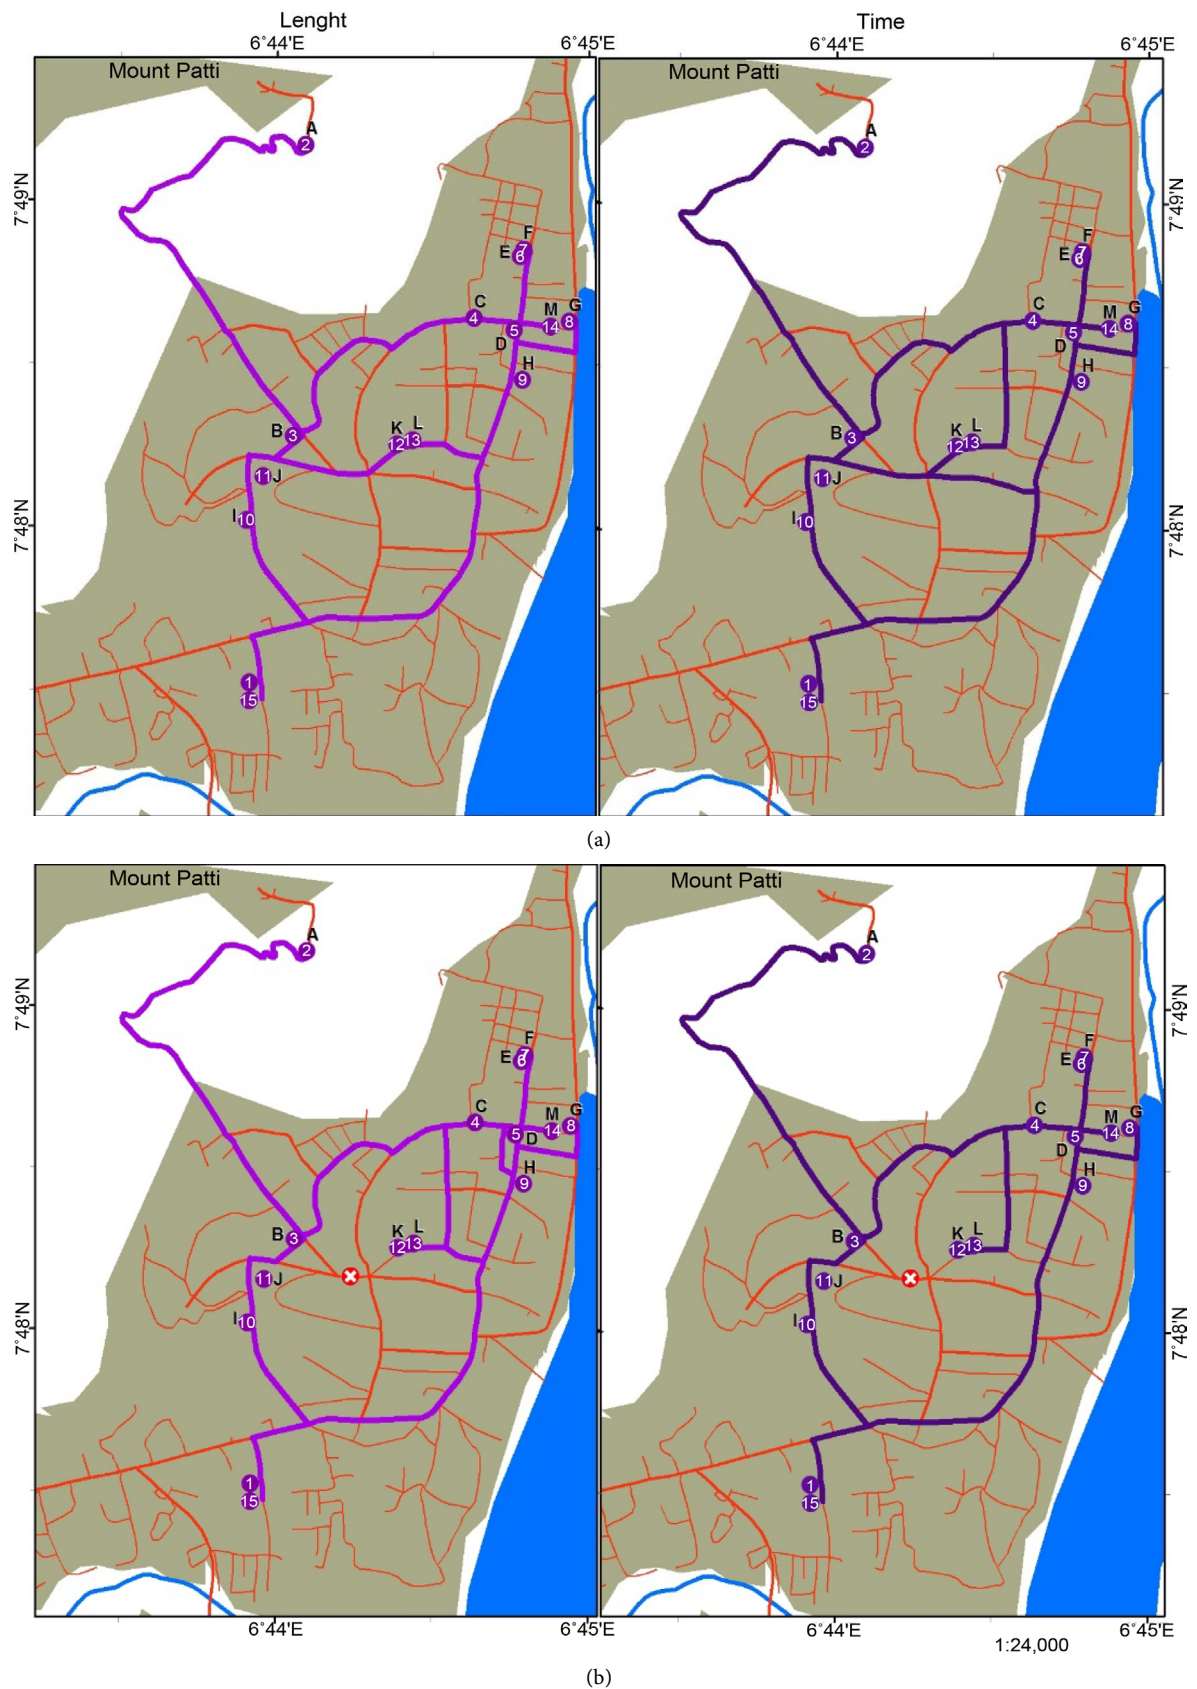 Lenght Time
6°44'E 6°45'E 6°44'E 6°45'E
Mount Patti Mount Patti
A A
2 2
7°49'N 7°49'N
F F
E 7 E 7
6 6
C M G C M G
4 5 14 8 4 5 14 8
D D
H H
9 9
B 3 K L B 3 K L
12 13 12 13
11 J 11 J
I 10 I 10
7°48'N 7°48'N
1 1
15 15
(a)
Mount Patti Mount Patti
A A
2 2
7°49'N 7°49'N
F F
E 7 E 7
6 6
C M G C M G
4 5 D 14 8 4 5 14 8
D
H H
9 9
B 3 K L B 3 K L
12 13 12 13
11 J 11 J
I 10 I 10
7°48'N 7°48'N
1 1
15 15
6°44'E 6°45'E 6°44'E 6°45'E
1:24,000
(b)